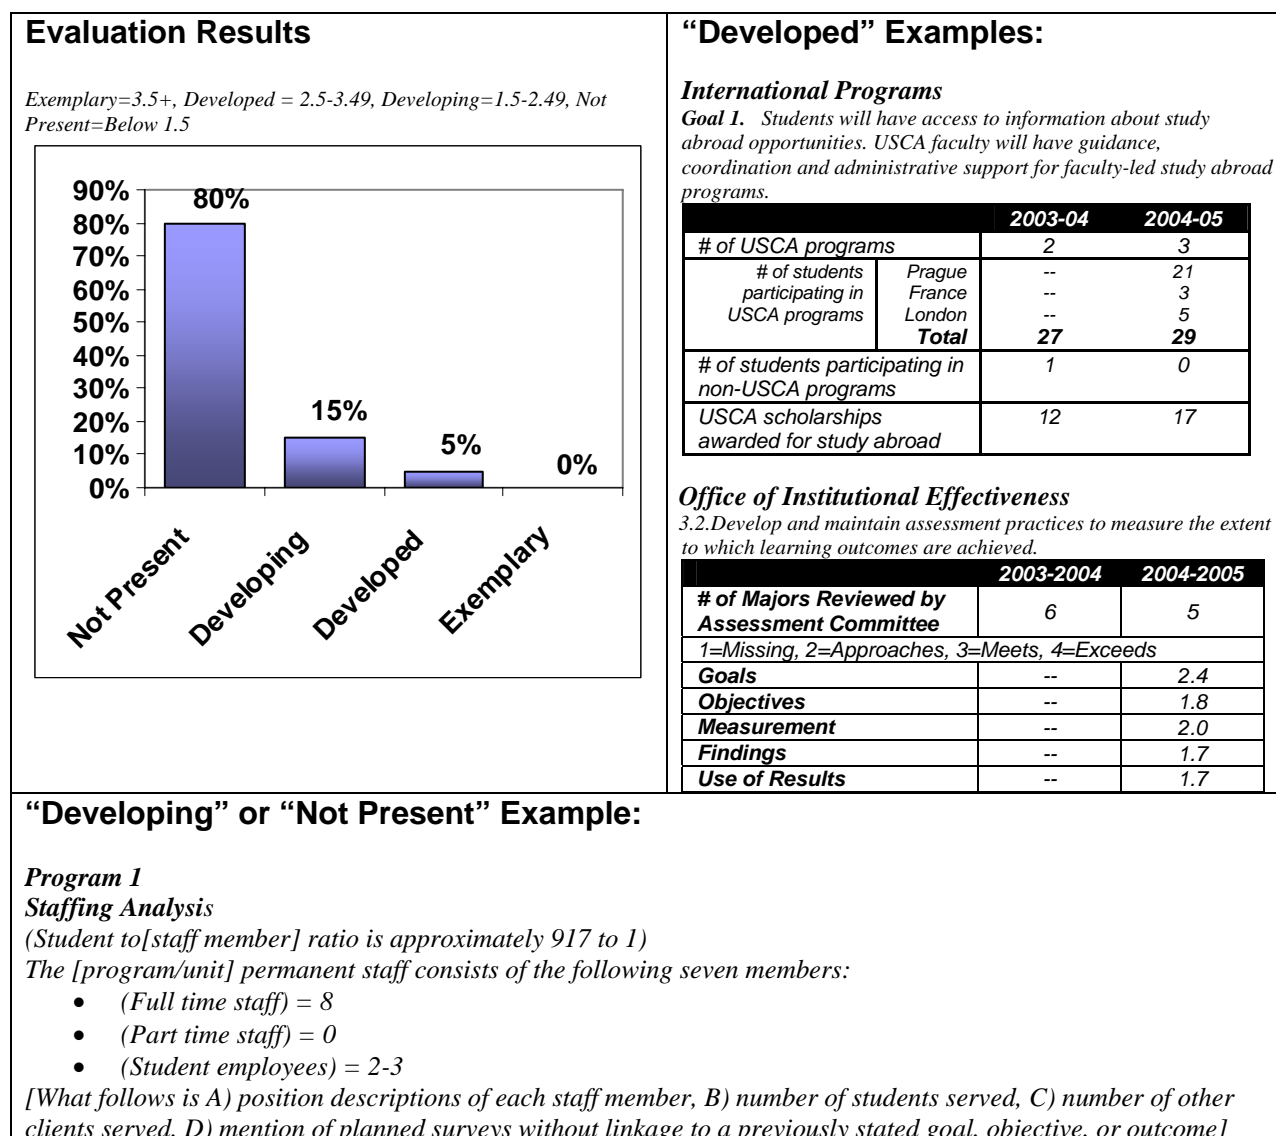 Evaluation Results
Exemplary=3.5+, Developed = 2.5-3.49, Developing=1.5-2.49, Not
Present=Below 1.5
90%
80%
70%
60%
50%
40%
30%
20%
10%
0%
80%
15%
5%
0%
Not Present
Developing
Developed
Exemplary
“Developed” Examples:
International Programs
Goal 1. Students will have access to information about study
abroad opportunities. USCA faculty will have guidance,
coordination and administrative support for faculty-led study abroad
programs.
2003-04 2004-05
# of USCA programs 2 3
# of students Prague -- 21
participating in France -- 3
USCA programs London -- 5
Total 27 29
# of students participating in 1 0
non-USCA programs
USCA scholarships 12 17
awarded for study abroad
Office of Institutional Effectiveness
3.2.Develop and maintain assessment practices to measure the extent
to which learning outcomes are achieved.
2003-2004 2004-2005
# of Majors Reviewed by
Assessment Committee 6 5
1=Missing, 2=Approaches, 3=Meets, 4=Exceeds
Goals -- 2.4
Objectives -- 1.8
Measurement -- 2.0
Findings -- 1.7
Use of Results -- 1.7
“Developing” or “Not Present” Example:
Program 1
Staffing Analysis
(Student to[staff member] ratio is approximately 917 to 1)
The [program/unit] permanent staff consists of the following seven members:
• (Full time staff) = 8
• (Part time staff) = 0
• (Student employees) = 2-3
[What follows is A) position descriptions of each staff member, B) number of students served, C) number of other
clients served, D) mention of planned surveys without linkage to a previously stated goal, objective, or outcome]